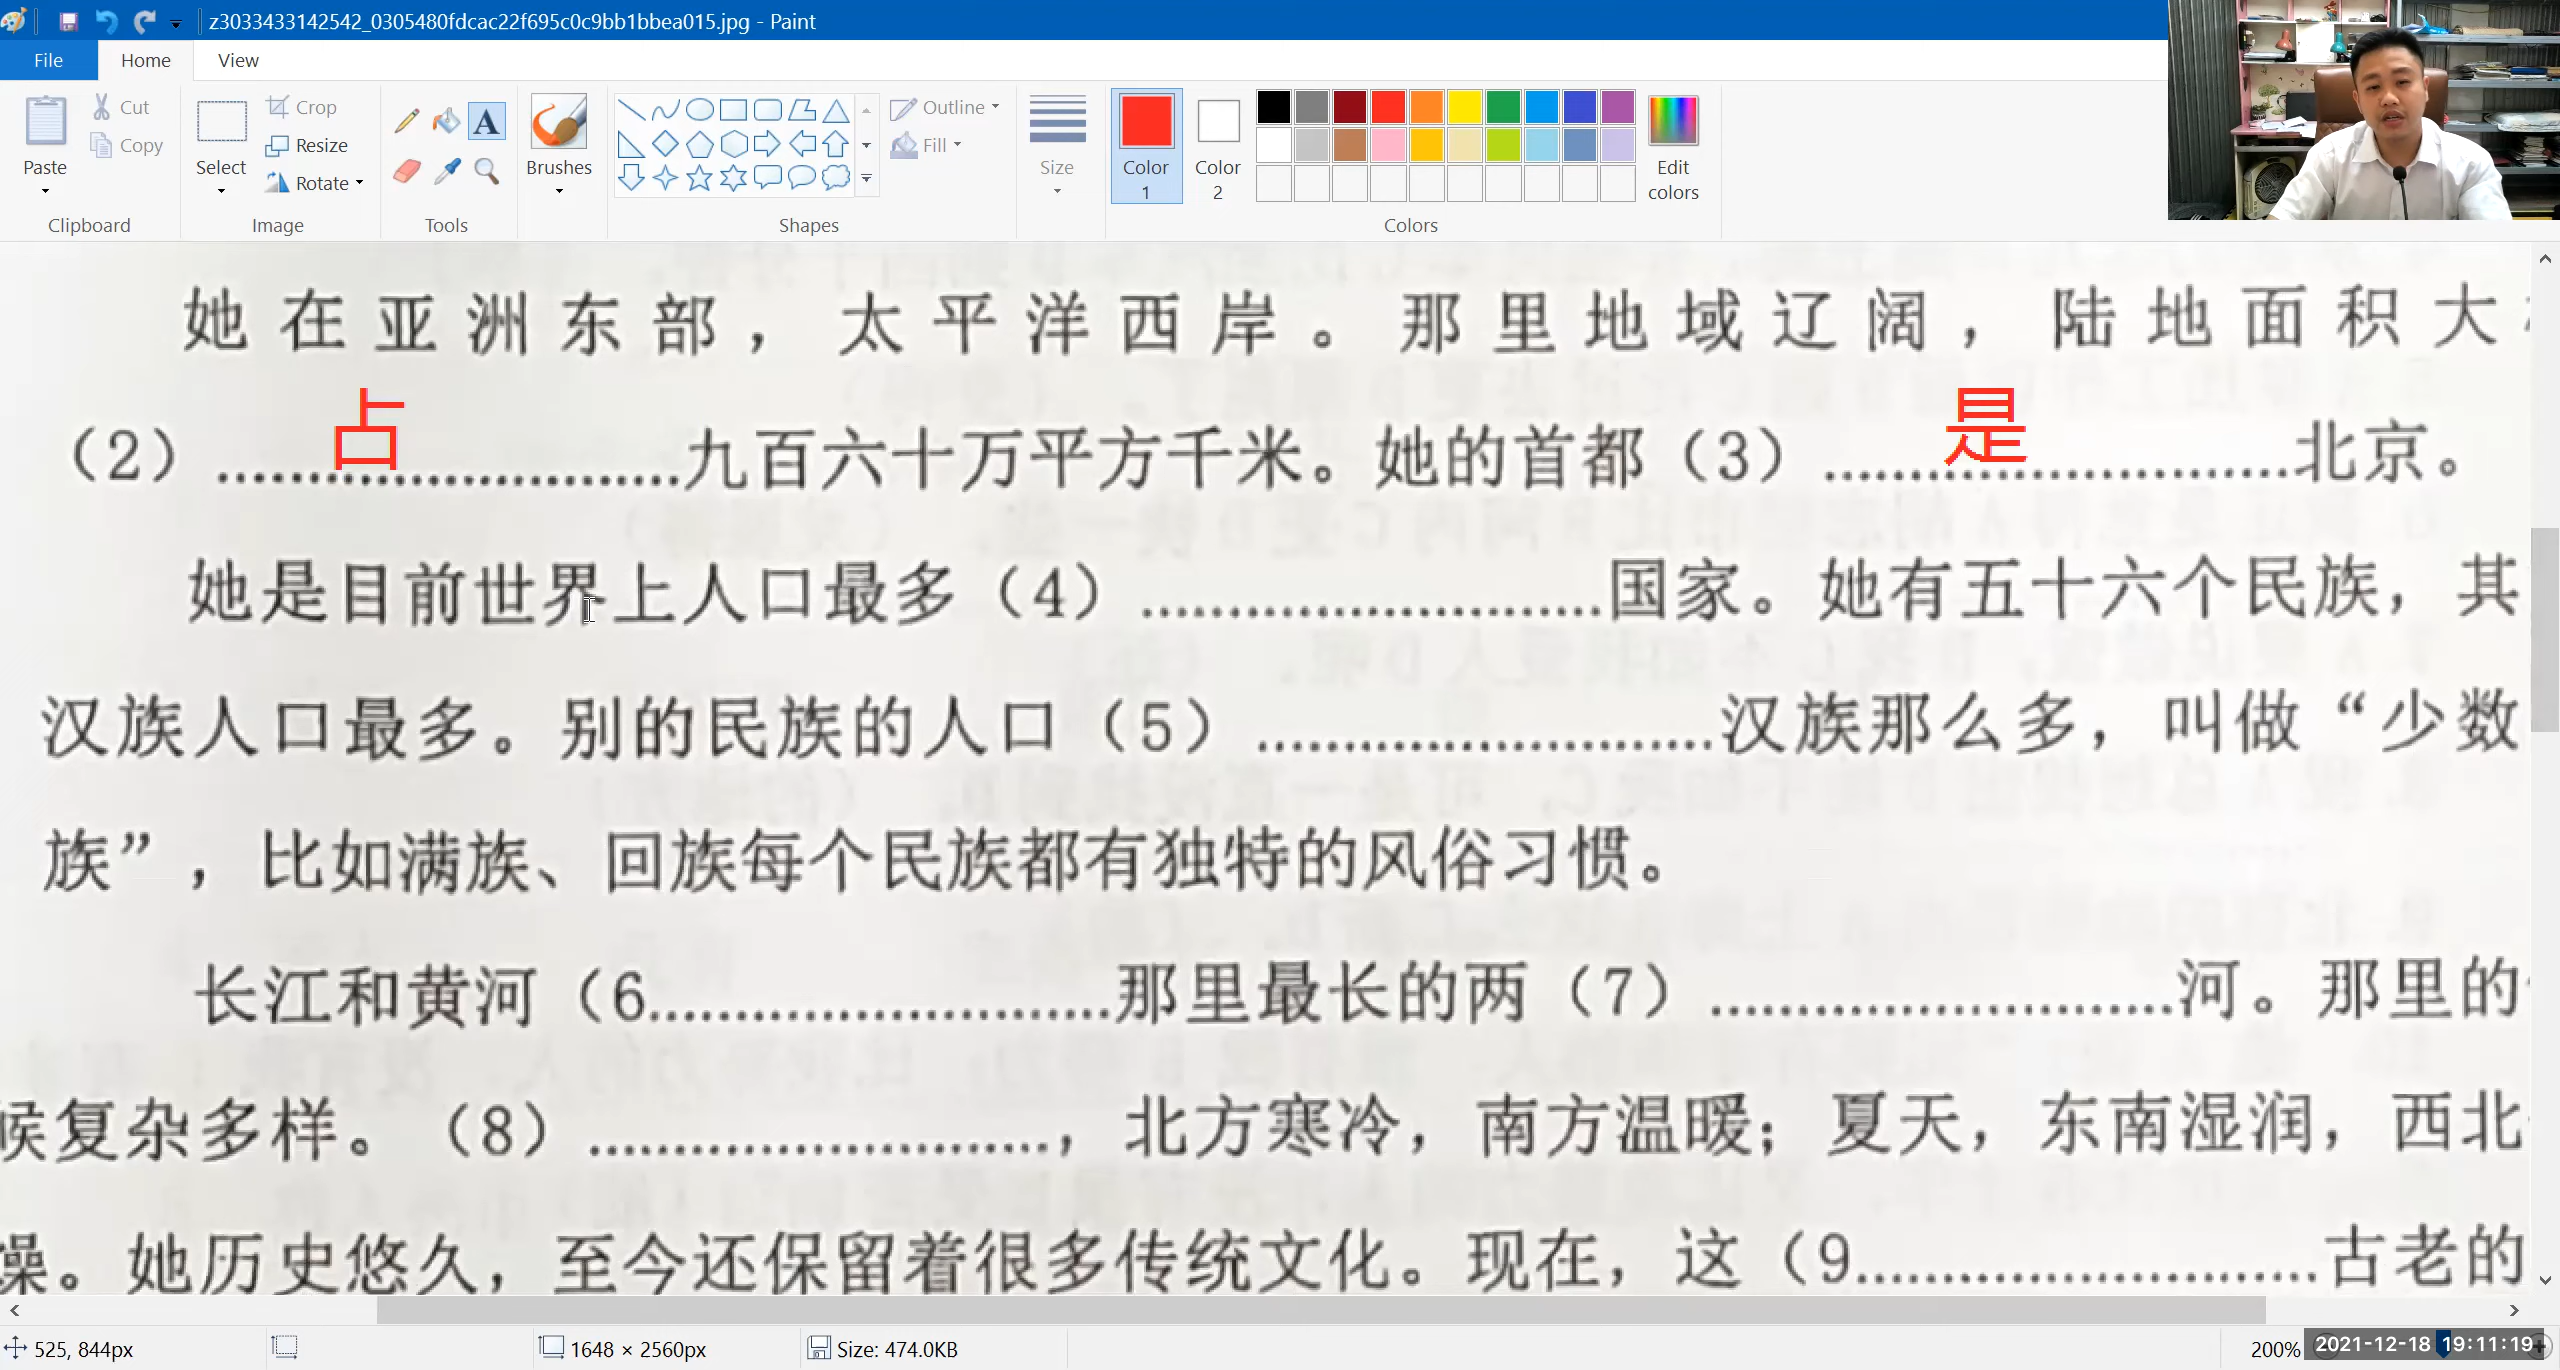 z3033433142542_0305480fdcac22f695c0c9bb1bbea015.jpg - Paint
File Home View
Paste
Cut
Copy
Clipboard
Select
Crop
Resize
Rotate
Image
Tools
Brushes
Shapes
Outline
Fill
Size
Color 1
Color 2
Edit colors
Colors
她在亚洲东部，太平洋西岸。那里地域辽阔，陆地面积大
（2）占..............................九百六十万平方千米。她的首都（3）是..............................北京。
她是目前世界上人口最多（4）..............................国家。她有五十六个民族，其
汉族人口最多。别的民族的人口（5）..............................汉族那么多，叫做“少数
族”，比如满族、回族每个民族都有独特的风俗习惯。
长江和黄河（6..............................那里最长的两（7）..............................河。那里的
候复杂多样。（8）..............................，北方寒冷，南方温暖；夏天，东南湿润，西北
燥。她历史悠久，至今还保留着很多传统文化。现在，这（9..............................古老的
525, 844px
1648 × 2560px
Size: 474.0KB
200%
2021-12-18 19:11:19